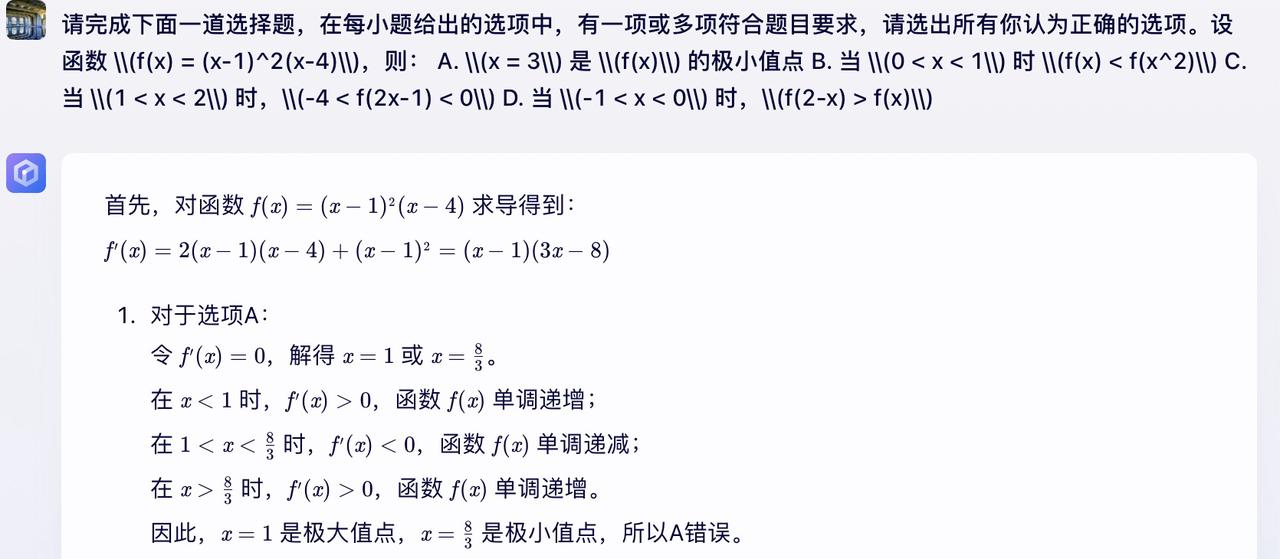 请完成下面一道选择题，在每小题给出的选项中，有一项或多项符合题目要求，请选出所有你认为正确的选项。设
函数 \\(f(x) = (x-1)^2(x-4)\\)，则： A. \\(x = 3\\) 是 \\(f(x)\\) 的极小值点 B. 当 \\(0 < x < 1\\) 时 \\(f(x) < f(x^2)\\) C.
当 \\(1 < x < 2\\) 时，\\(-4 < f(2x-1) < 0\\) D. 当 \\(-1 < x < 0\\) 时，\\(f(2-x) > f(x)\\)
首先，对函数 f(x) = (x − 1)²(x − 4) 求导得到：
f′(x) = 2(x − 1)(x − 4) + (x − 1)² = (x − 1)(3x − 8)
1. 对于选项A：
令 f′(x) = 0，解得 x = 1 或 x = 8/3。
在 x < 1 时，f′(x) > 0，函数 f(x) 单调递增；
在 1 < x < 8/3 时，f′(x) < 0，函数 f(x) 单调递减；
在 x > 8/3 时，f′(x) > 0，函数 f(x) 单调递增。
因此，x = 1 是极大值点，x = 8/3 是极小值点，所以A错误。